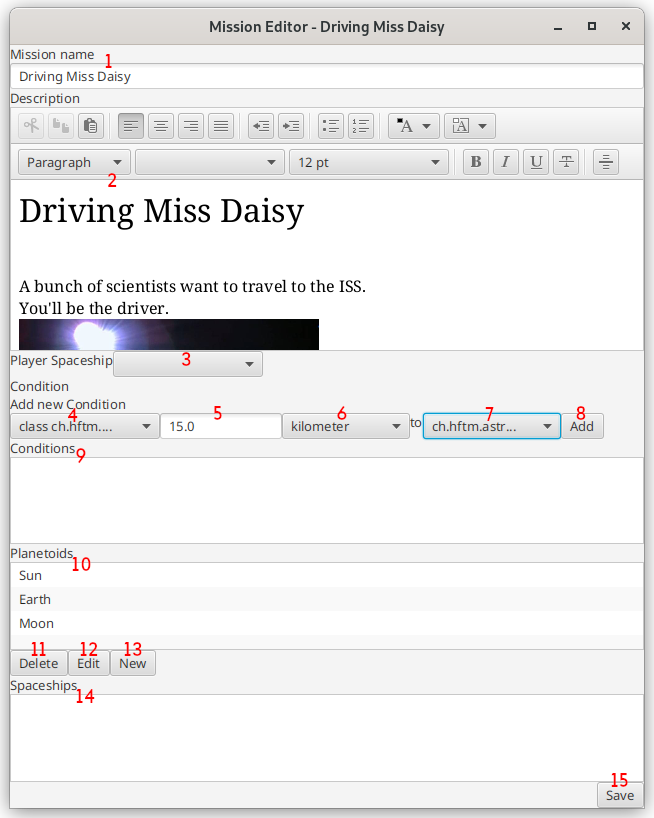 Mission Editor - Driving Miss Daisy
Mission name
1
Driving Miss Daisy
Description
A A
Paragraph 12 pt B I U T
2
Driving Miss Daisy
A bunch of scientists want to travel to the ISS.
You'll be the driver.
Player Spaceship 3
Condition
Add new Condition
4 5 6 7 8
class ch.hftm.... 15.0 kilometer to ch.hftm.astr... Add
Conditions 9
Planetoids
10
Sun
Earth
Moon
11 12 13
Delete Edit New
Spaceships
14
15
Save